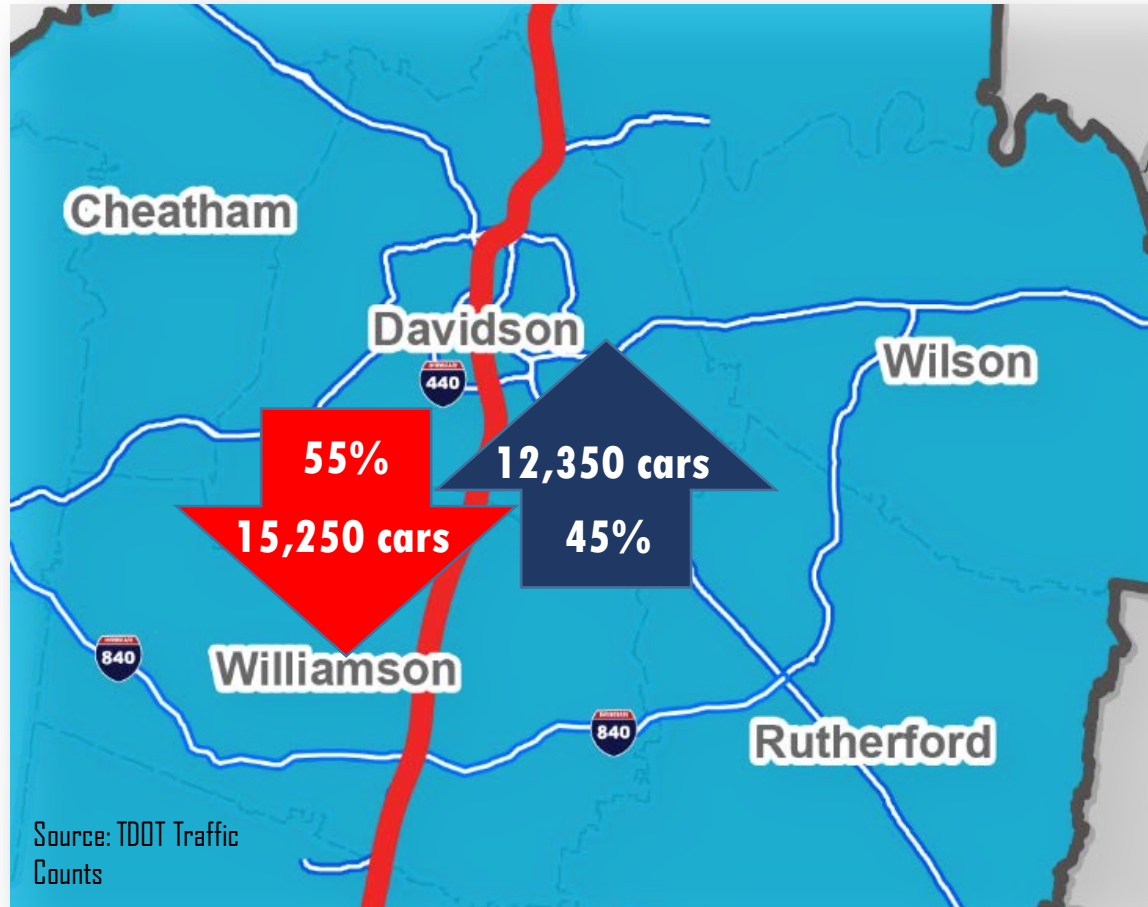 Cheatham
Davidson
Wilson
440
55%
12,350 cars
15,250 cars
45%
840
Williamson
840
Rutherford
Source: TDOT Traffic
Counts